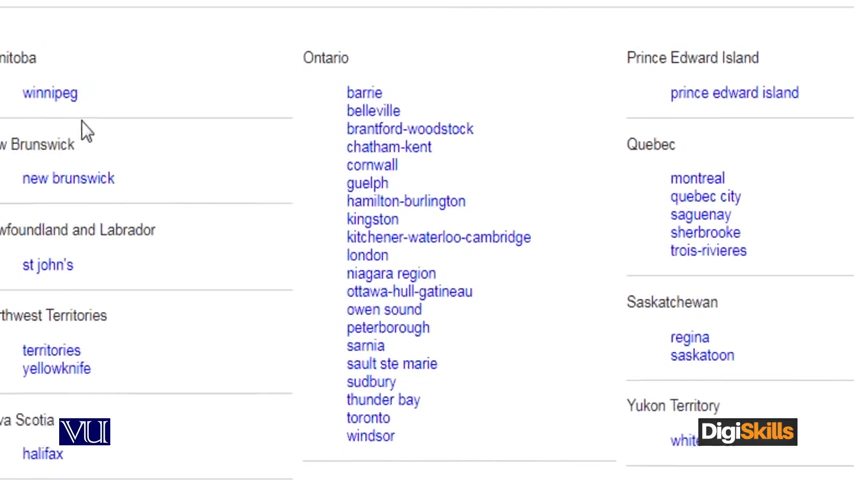 nitoba
winnipeg
w Brunswick
new brunswick
wfoundland and Labrador
st john's
rthwest Territories
territories
yellowknife
va Scotia
halifax
Ontario
barrie
belleville
brantford-woodstock
chatham-kent
cornwall
guelph
hamilton-burlington
kingston
kitchener-waterloo-cambridge
london
niagara region
ottawa-hull-gatineau
owen sound
peterborough
sarnia
sault ste marie
sudbury
thunder bay
toronto
windsor
Prince Edward Island
prince edward island
Quebec
montreal
quebec city
saguenay
sherbrooke
trois-rivieres
Saskatchewan
regina
saskatoon
Yukon Territory
white
VU
DigiSkills